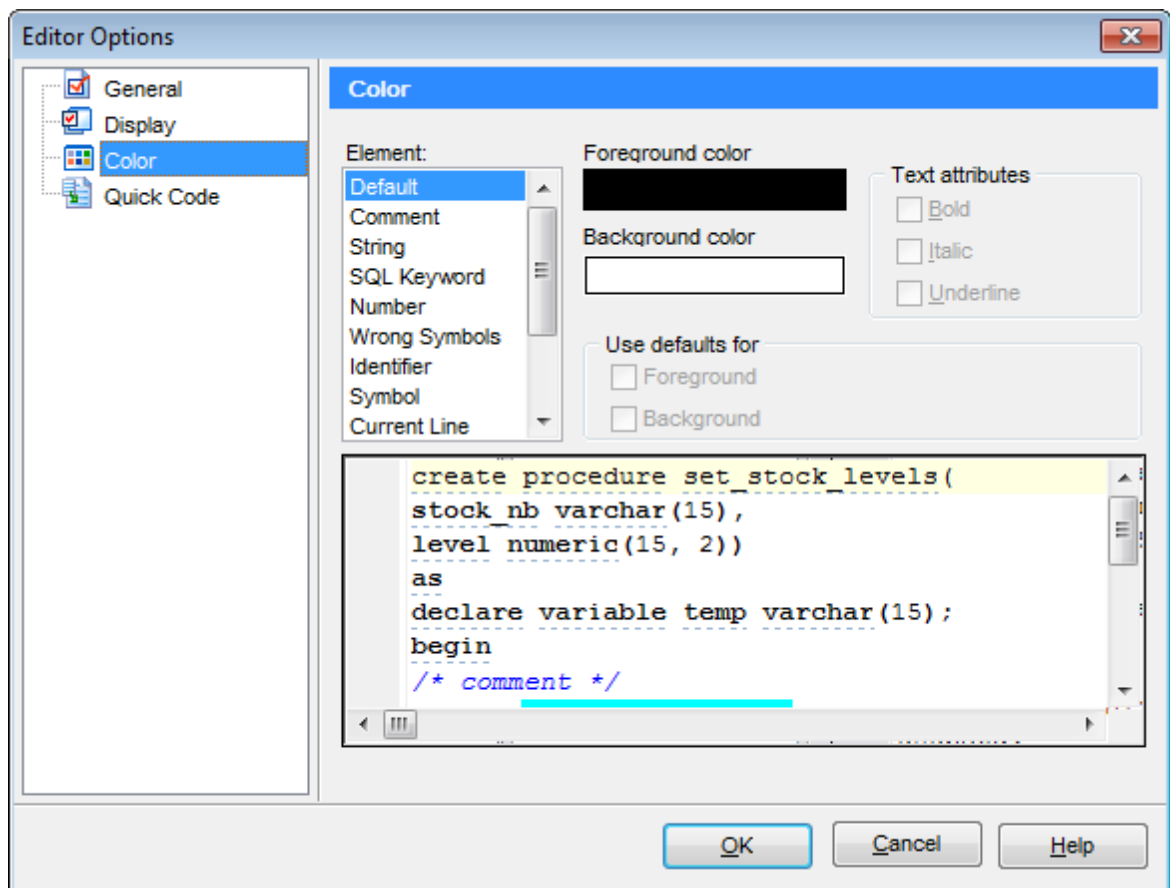 Editor Options
General
Display
Color
Quick Code
Color
Element:
Default
Comment
String
SQL Keyword
Number
Wrong Symbols
Identifier
Symbol
Current Line
Foreground color
Background color
Text attributes
Bold
Italic
Underline
Use defaults for
Foreground
Background
create procedure set_stock_levels(
stock_nb varchar(15),
level numeric(15, 2))
as
declare variable temp varchar(15);
begin
/* comment */
OK
Cancel
Help